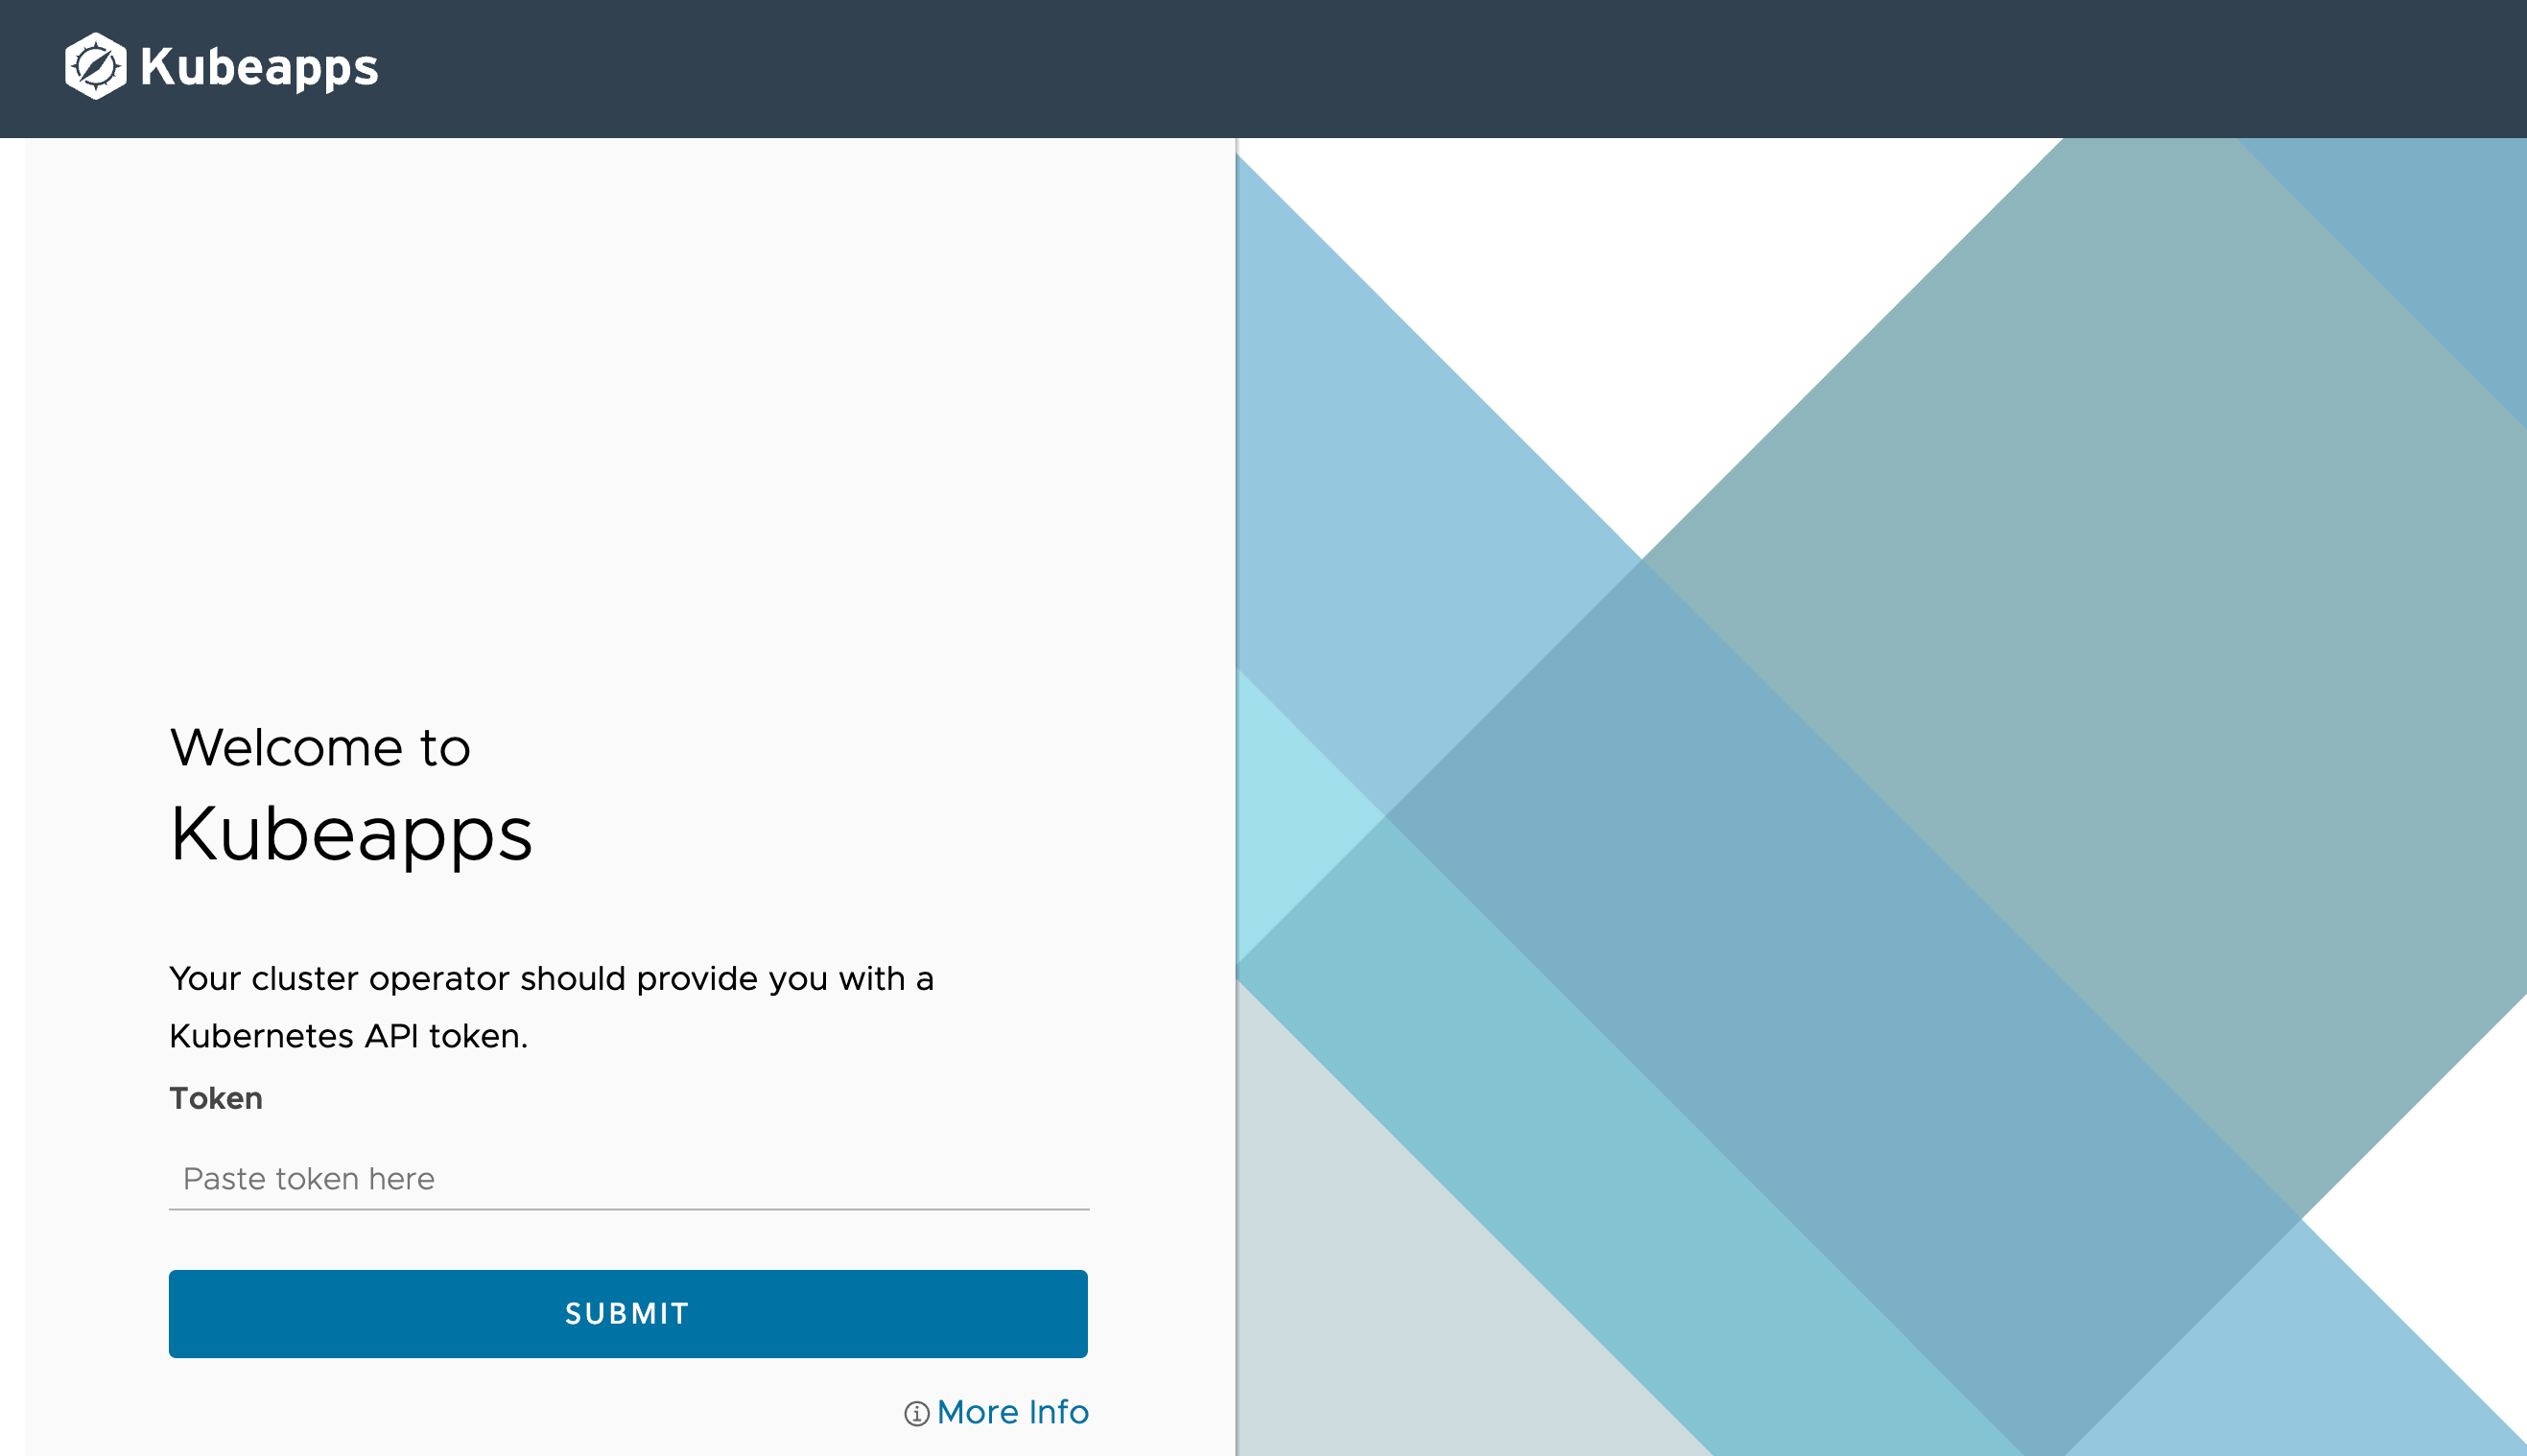 Kubeapps
Welcome to
Kubeapps
Your cluster operator should provide you with a
Kubernetes API token.
Token
Paste token here
SUBMIT
More Info